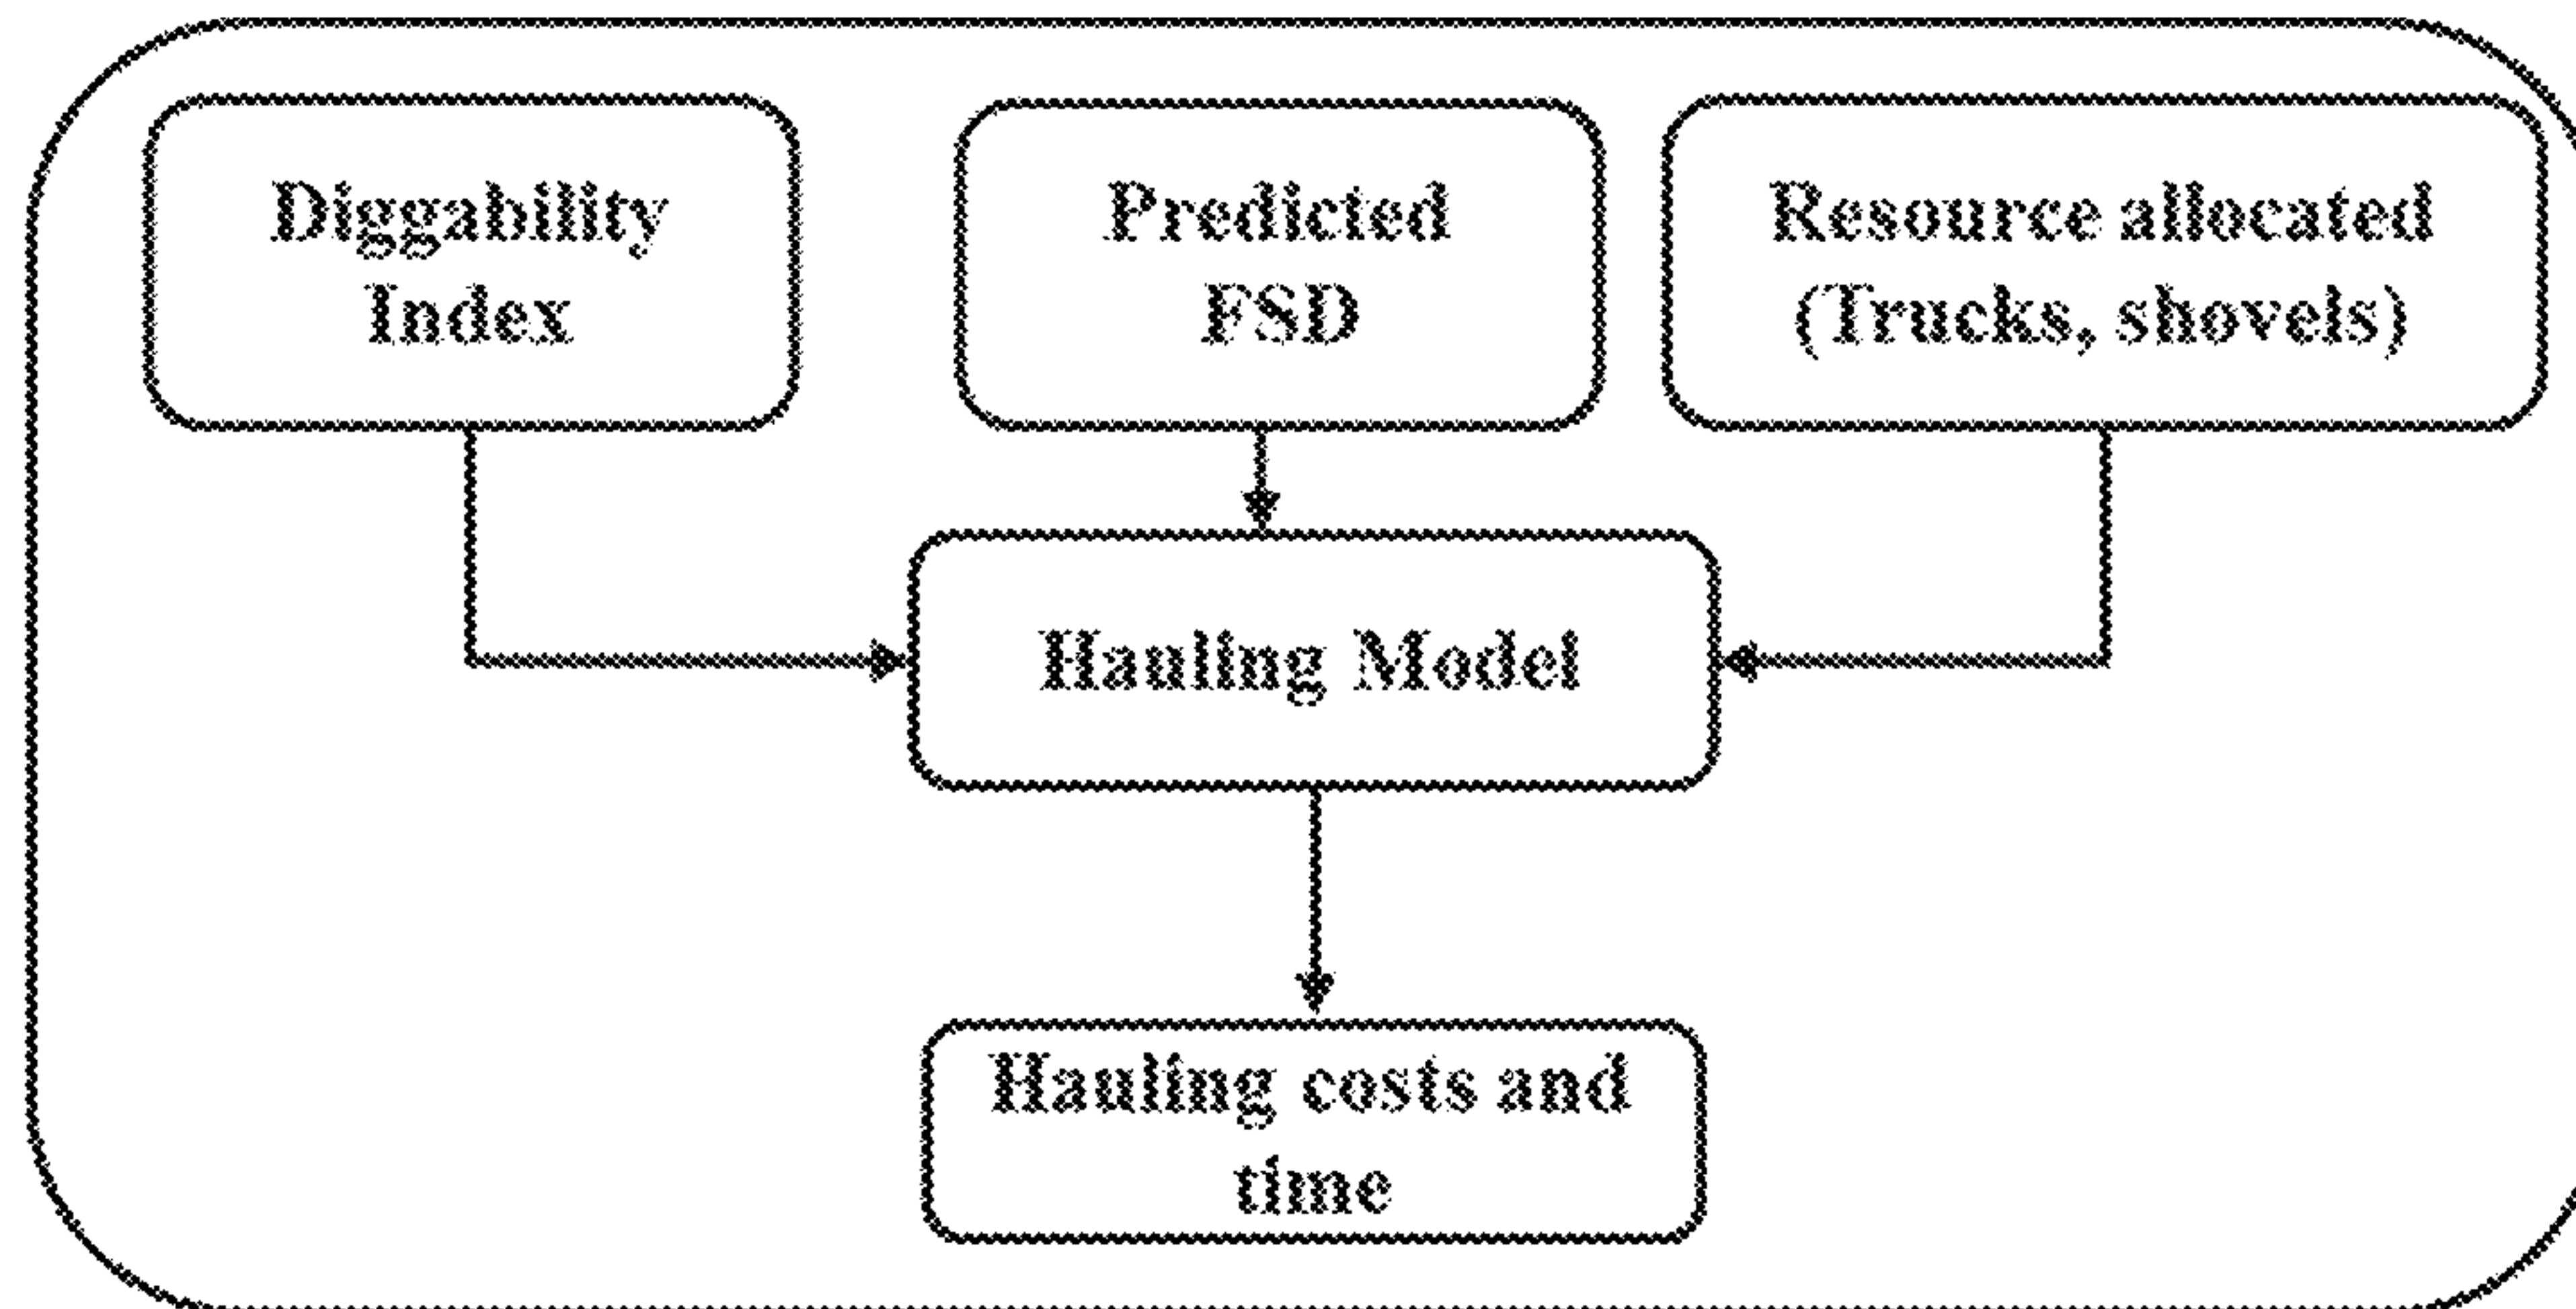 Diggability
Index
Predicted
FSD
Resource allocated
(Trucks, shovels)
Hauling Model
Hauling costs and
time